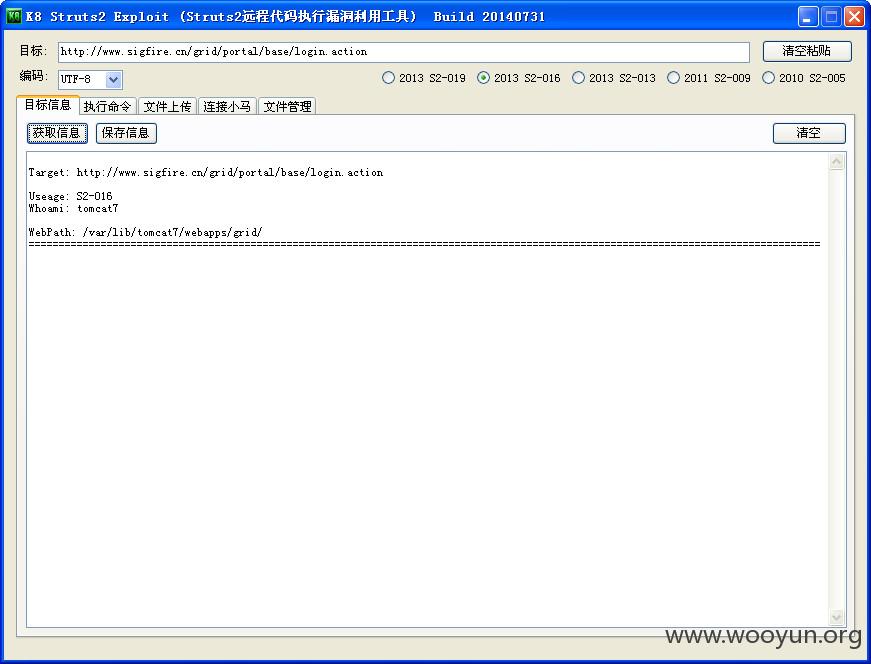 K8 Struts2 Exploit (Struts2远程代码执行漏洞利用工具) Build 20140731
目标: http://www.sigfire.cn/grid/portal/base/login.action 清空粘贴
编码: UTF-8 2013 S2-019 2013 S2-016 2013 S2-013 2011 S2-009 2010 S2-005
目标信息 执行命令 文件上传 连接小马 文件管理
获取信息 保存信息 清空
Target: http://www.sigfire.cn/grid/portal/base/login.action
Useage: S2-016
Whoami: tomcat7
WebPath: /var/lib/tomcat7/webapps/grid/
====================================================================================================================================
www.wooyun.org